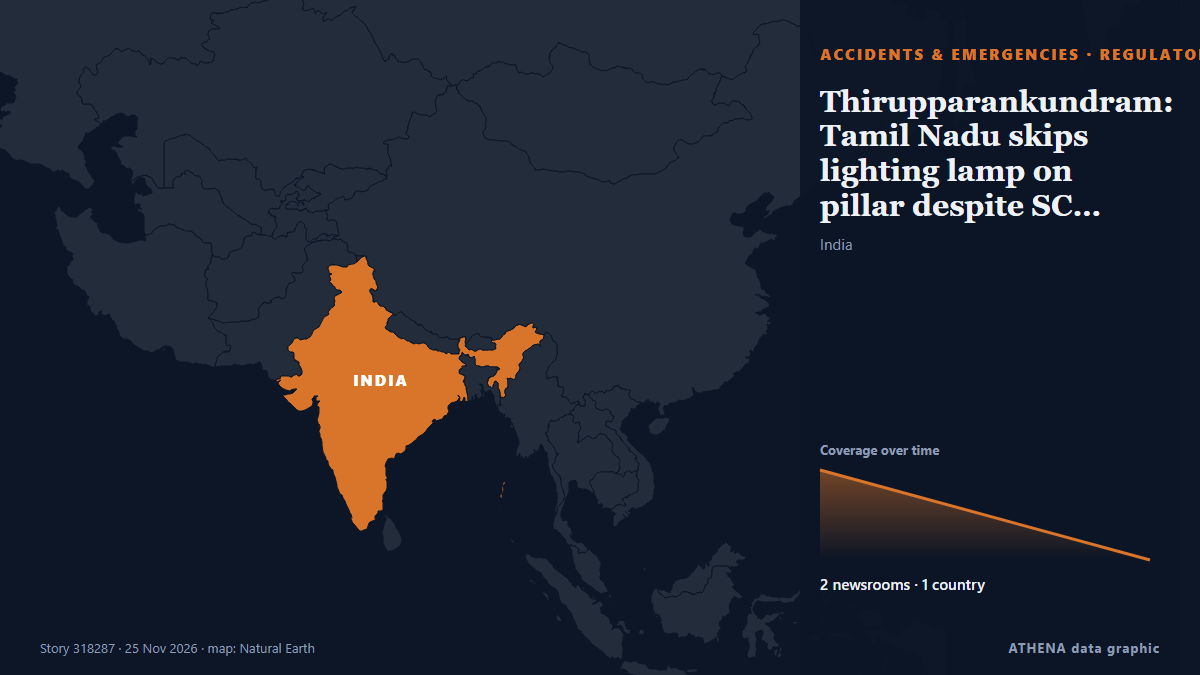 ACCIDENTS & EMERGENCIES · REGULATO
Thirupparankundram:
Tamil Nadu skips
lighting lamp on
pillar despite SC...
India
INDIA
Coverage over time
2 newsrooms · 1 country
Story 318287 · 25 Nov 2026 · map: Natural Earth
ATHENA data graphic